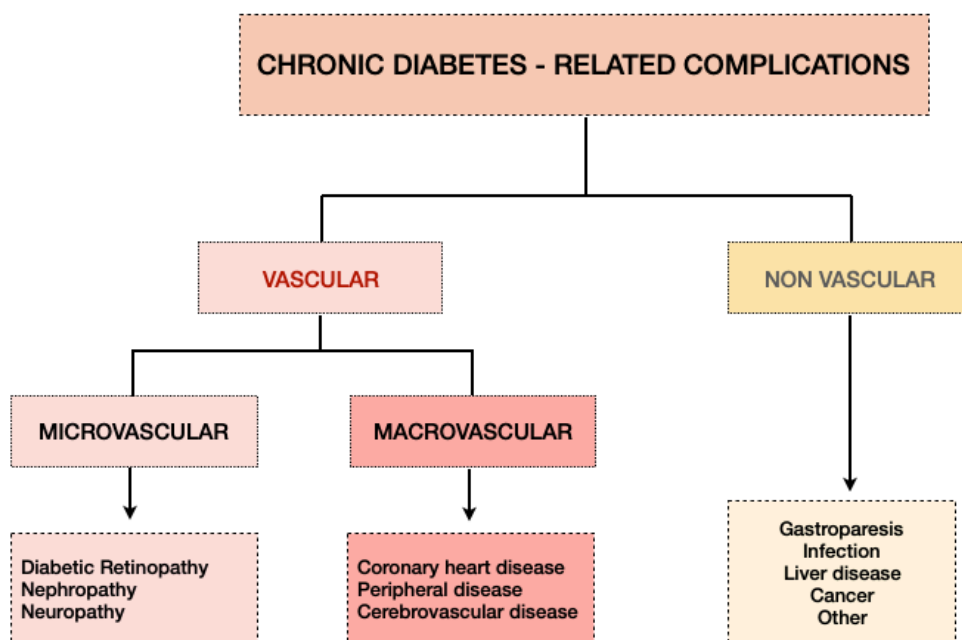 CHRONIC DIABETES - RELATED COMPLICATIONS
VASCULAR
NON VASCULAR
MICROVASCULAR
MACROVASCULAR
Diabetic Retinopathy
Nephropathy
Neuropathy
Coronary heart disease
Peripheral disease
Cerebrovascular disease
Gastroparesis
Infection
Liver disease
Cancer
Other